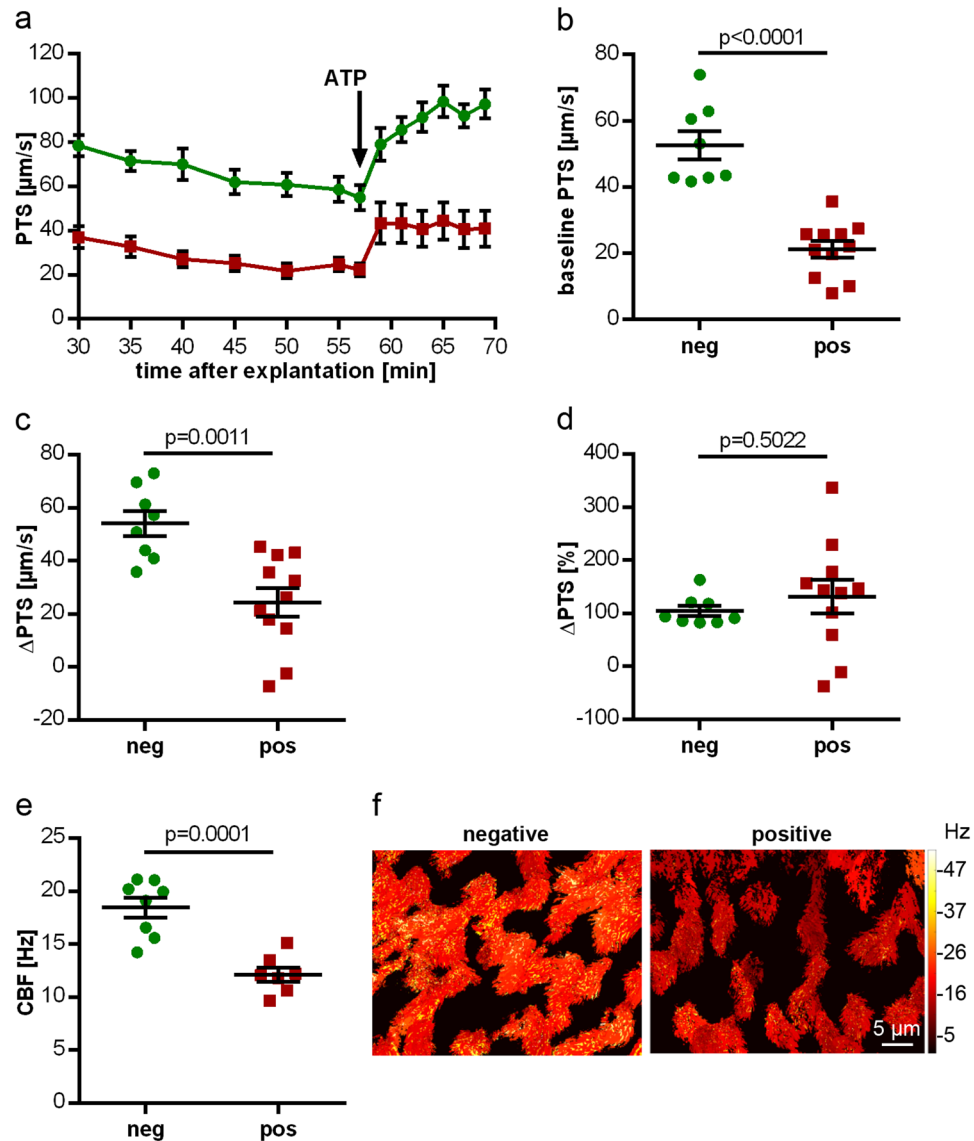 a
120
100
80
60
40
20
0
PTS [µm/s]
ATP
30 35 40 45 50 55 60 65 70
time after explantation [min]
b
p<0.0001
80
60
40
20
0
baseline PTS [µm/s]
neg pos
c
p=0.0011
80
60
40
20
0
-20
ΔPTS [µm/s]
neg pos
d
p=0.5022
400
300
200
100
0
-100
ΔPTS [%]
neg pos
e
p=0.0001
25
20
15
10
5
0
CBF [Hz]
neg pos
f
negative positive Hz
-47
-37
-26
-16
-5
5 µm